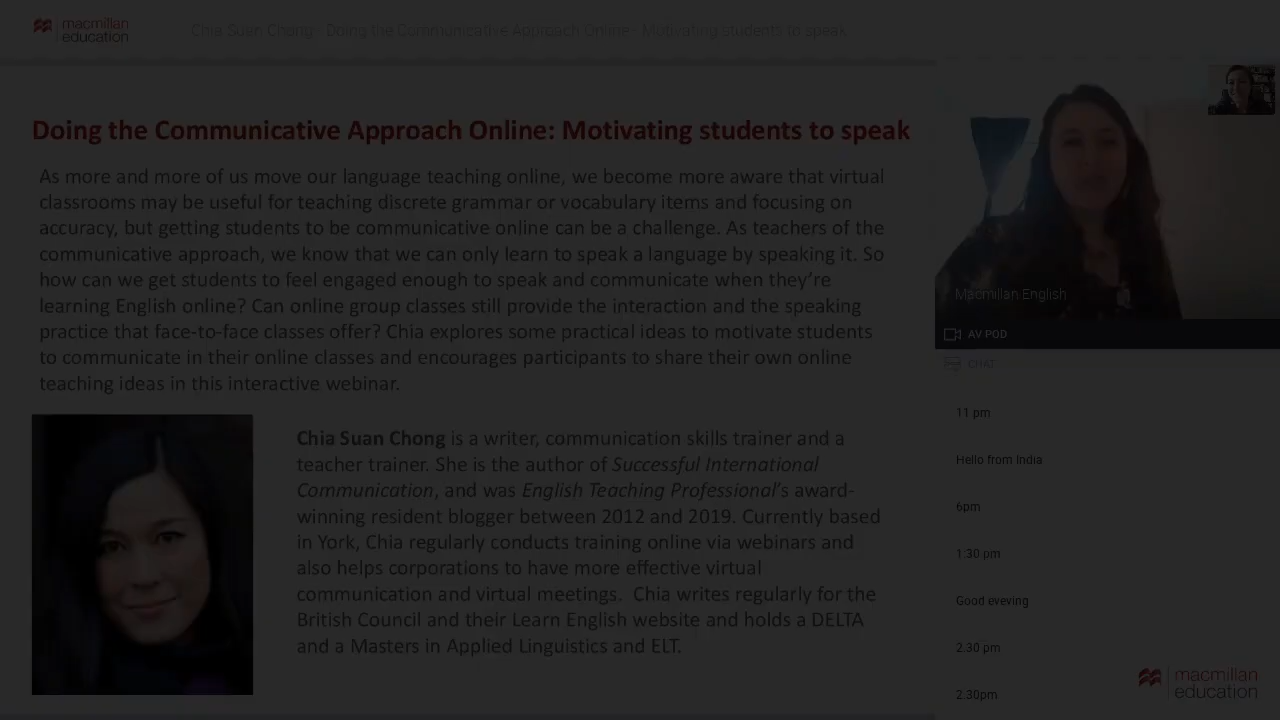 macmillan
education
Chia Suan Chong - Doing the Communicative Approach Online - Motivating students to speak
Doing the Communicative Approach Online: Motivating students to speak
As more and more of us move our language teaching online, we become more aware that virtual
classrooms may be useful for teaching discrete grammar or vocabulary items and focusing on
accuracy, but getting students to be communicative online can be a challenge. As teachers of the
communicative approach, we know that we can only learn to speak a language by speaking it. So
how can we get students to feel engaged enough to speak and communicate when they're
learning English online? Can online group classes still provide the interaction and the speaking
practice that face-to-face classes offer? Chia explores some practical ideas to motivate students
to communicate in their online classes and encourages participants to share their own online
teaching ideas in this interactive webinar.
Chia Suan Chong is a writer, communication skills trainer and a
teacher trainer. She is the author of Successful International
Communication, and was English Teaching Professional's award-
winning resident blogger between 2012 and 2019. Currently based
in York, Chia regularly conducts training online via webinars and
also helps corporations to have more effective virtual
communication and virtual meetings. Chia writes regularly for the
British Council and their Learn English website and holds a DELTA
and a Masters in Applied Linguistics and ELT.
Macmillan English
AV POD
CHAT
11 pm
Hello from India
6pm
1:30 pm
Good eveving
2.30 pm
2.30pm
macmillan
education